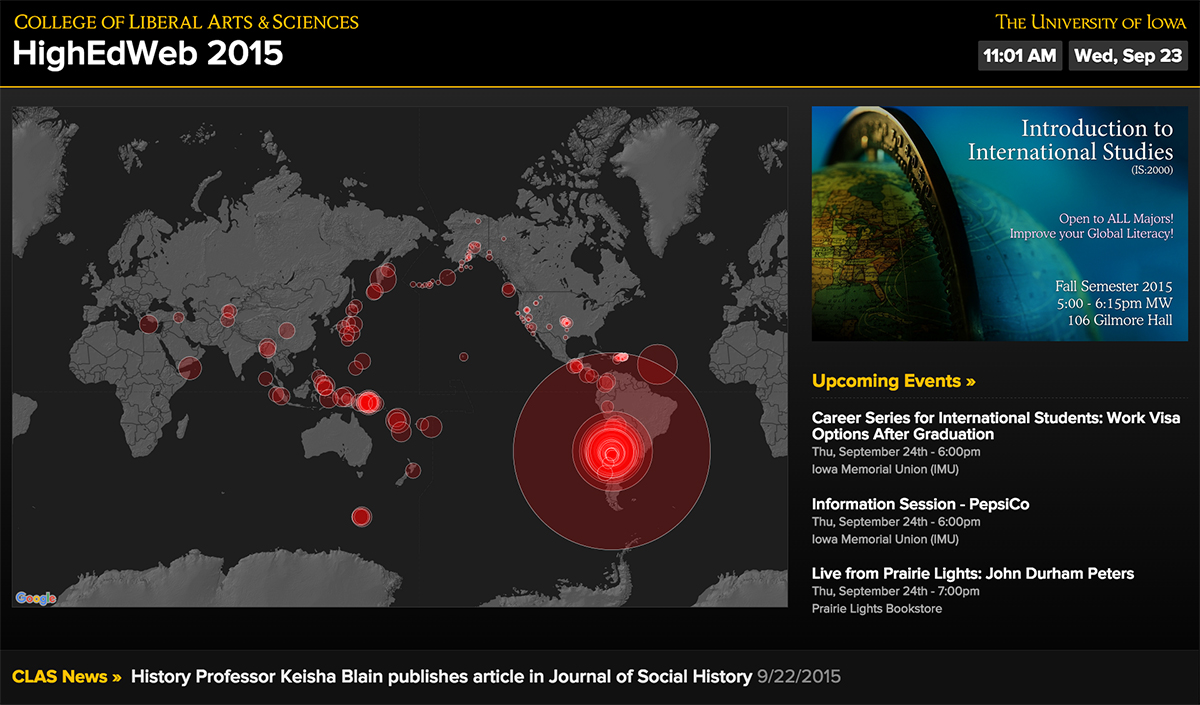 COLLEGE OF LIBERAL ARTS & SCIENCES
HighEdWeb 2015
THE UNIVERSITY OF IOWA
11:01 AM Wed, Sep 23
Introduction to
International Studies
(IS:2000)
Open to ALL Majors!
Improve your Global Literacy!
Fall Semester 2015
5:00 - 6:15pm MW
106 Gilmore Hall
Upcoming Events »
Career Series for International Students: Work Visa
Options After Graduation
Thu, September 24th - 6:00pm
Iowa Memorial Union (IMU)
Information Session - PepsiCo
Thu, September 24th - 6:00pm
Iowa Memorial Union (IMU)
Live from Prairie Lights: John Durham Peters
Thu, September 24th - 7:00pm
Prairie Lights Bookstore
Google
CLAS News » History Professor Keisha Blain publishes article in Journal of Social History 9/22/2015